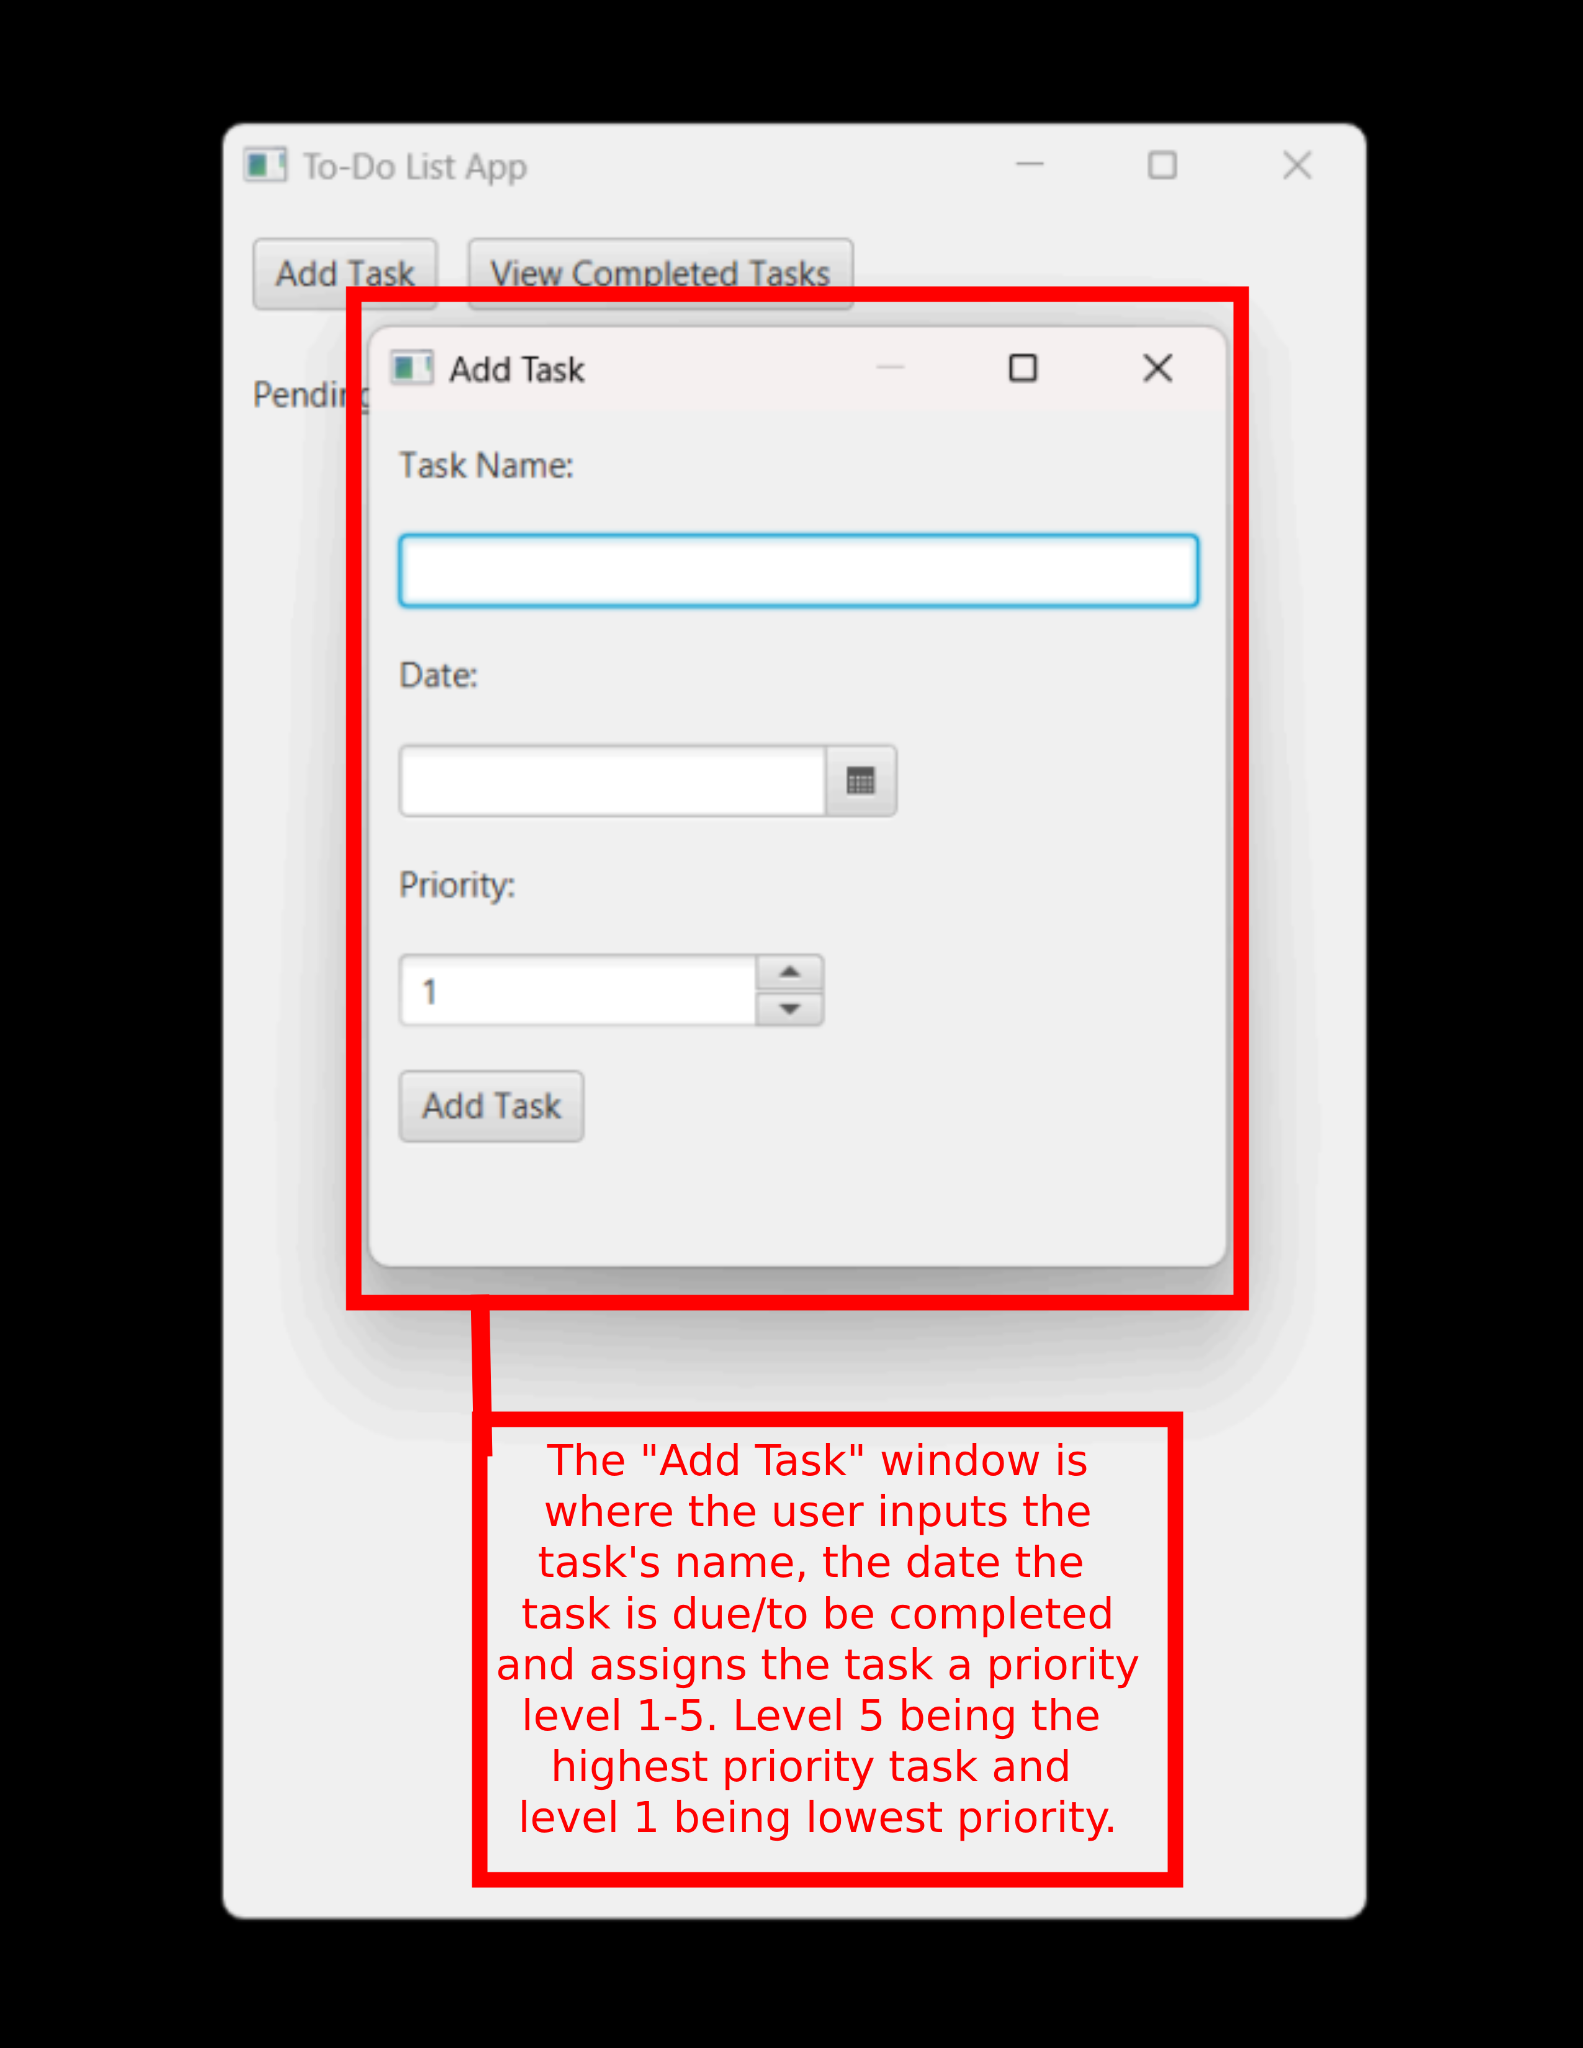 To-Do List App
Add Task View Completed Tasks
Pending
Add Task
Task Name:
Date:
Priority:
1
Add Task
The "Add Task" window is
where the user inputs the
task's name, the date the
task is due/to be completed
and assigns the task a priority
level 1-5. Level 5 being the
highest priority task and
level 1 being lowest priority.